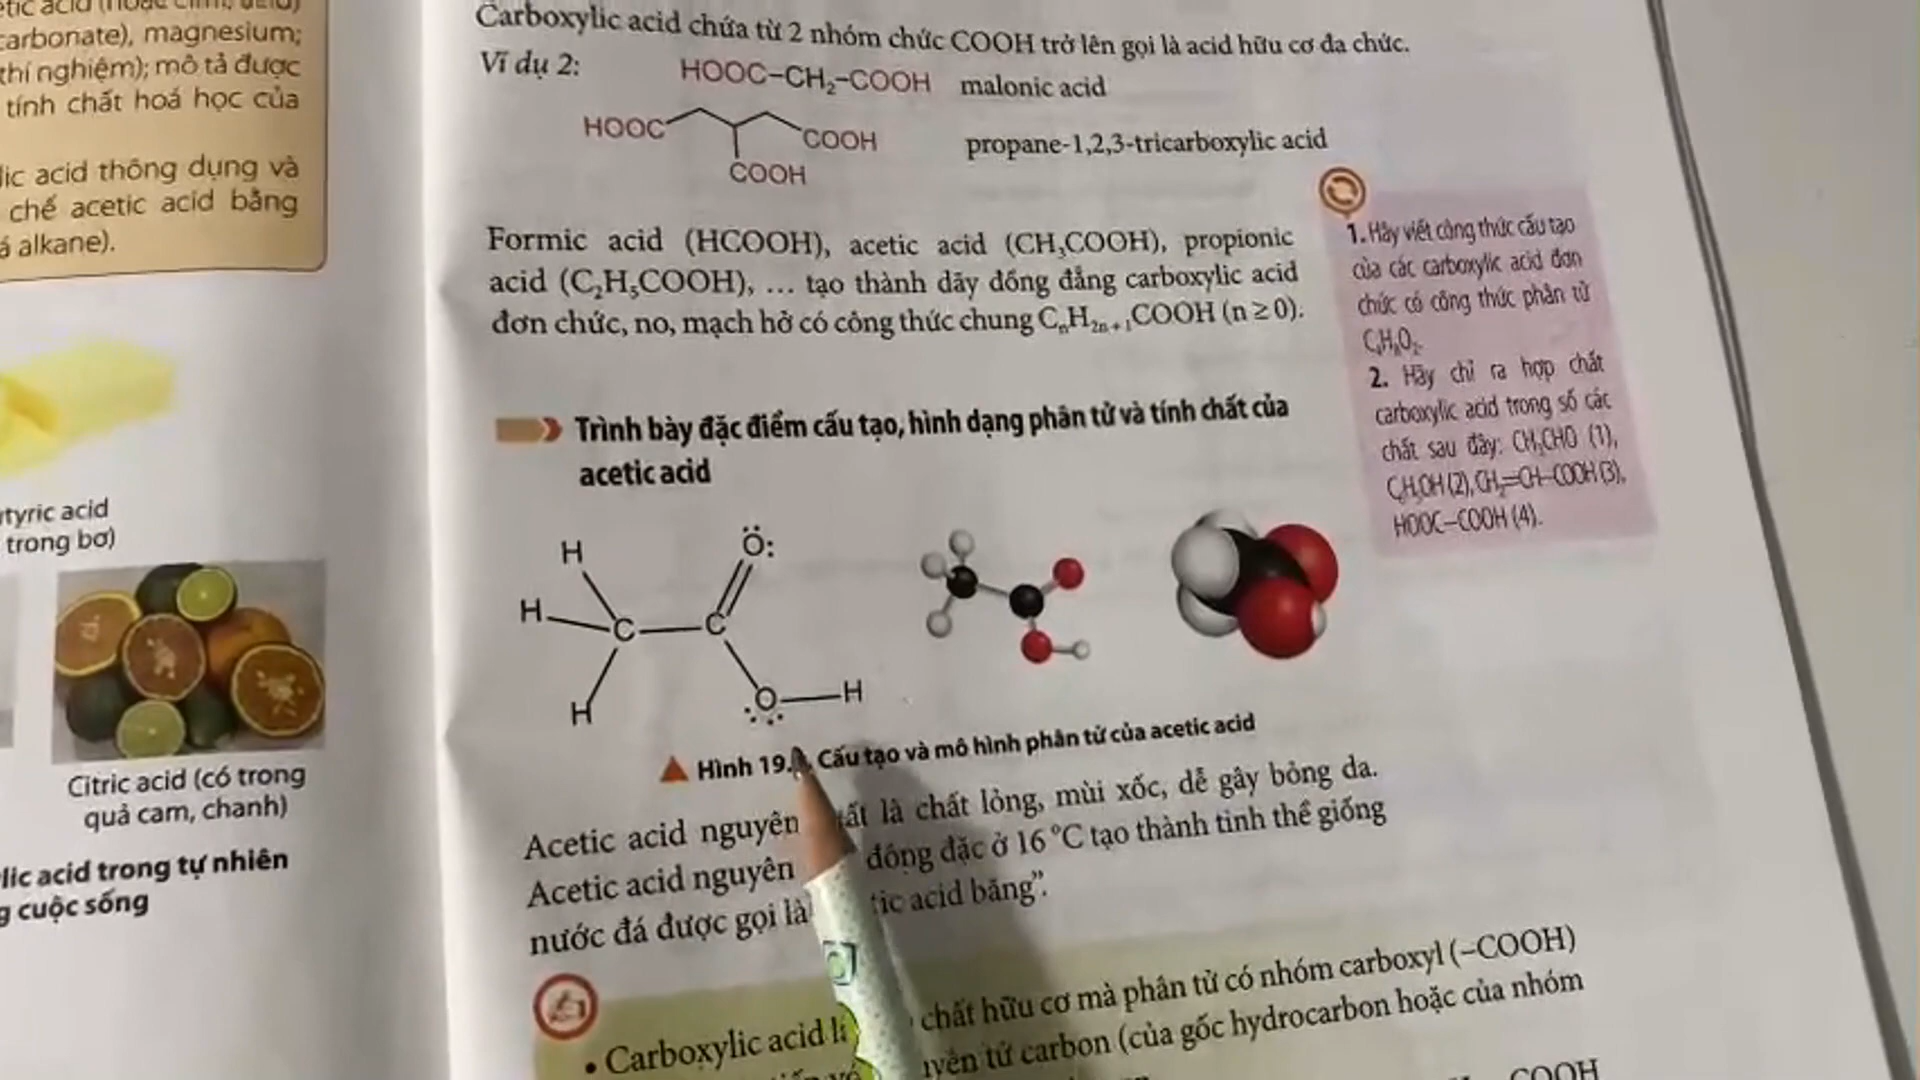 carbonate), magnesium;
thí nghiệm); mô tả được
tính chất hoá học của
lic acid thông dụng và
chế acetic acid bằng
á alkane).
tyric acid
trong bơ)
Citric acid (có trong
quả cam, chanh)
lic acid trong tự nhiên
g cuộc sống
Carboxylic acid chứa từ 2 nhóm chức COOH trở lên gọi là acid hữu cơ đa chức.
Ví dụ 2:
HOOC–CH₂–COOH malonic acid
HOOC
COOH
COOH
propane-1,2,3-tricarboxylic acid
Formic acid (HCOOH), acetic acid (CH₃COOH), propionic
acid (C₂H₅COOH), … tạo thành dãy đồng đẳng carboxylic acid
đơn chức, no, mạch hở có công thức chung CₙH₂ₙ₊₁COOH (n ≥ 0).
1. Hãy viết công thức cấu tạo
của các carboxylic acid đơn
chức có công thức phân tử
C₄H₈O₂.
2. Hãy chỉ ra hợp chất
carboxylic acid trong số các
chất sau đây: CH₃CHO (1),
C₆H₅OH (2), CH₂=CH–COOH (3),
HOOC–COOH (4).
Trình bày đặc điểm cấu tạo, hình dạng phân tử và tính chất của
acetic acid
H
O
H
C
C
H
O
H
Hình 19. Cấu tạo và mô hình phân tử của acetic acid
Acetic acid nguyên là chất lỏng, mùi xốc, dễ gây bỏng da.
Acetic acid nguyên đông đặc ở 16 °C tạo thành tinh thể giống
nước đá được gọi là tic acid băng”.
• Carboxylic acid là chất hữu cơ mà phân tử có nhóm carboxyl (–COOH)
tử carbon (của gốc hydrocarbon hoặc của nhóm
COOH